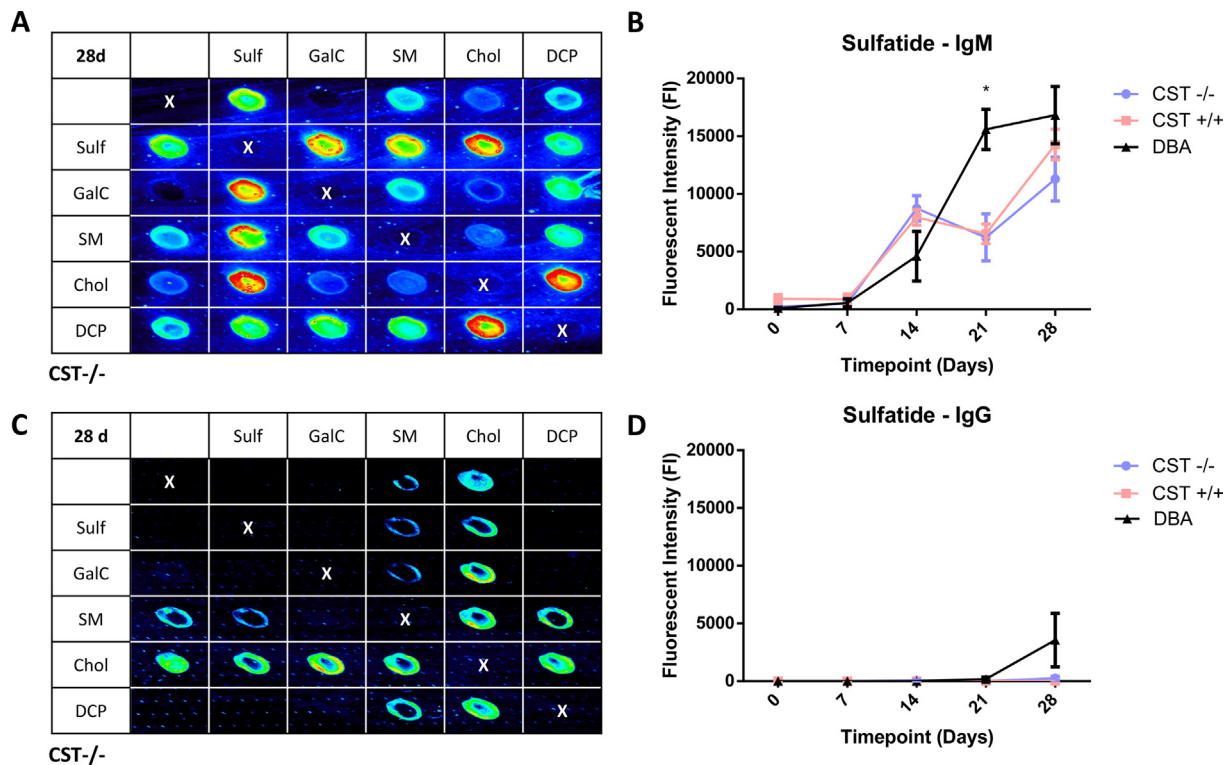 A
28d Sulf GalC SM Chol DCP
X
Sulf X
GalC X
SM X
Chol X
DCP X
CST-/-
B
Sulfatide - IgM
Fluorescent Intensity (FI)
20000
15000
10000
5000
0
*
0 7 14 21 28
Timepoint (Days)
CST -/-
CST +/+
DBA
C
28 d Sulf GalC SM Chol DCP
X
Sulf X
GalC X
SM X
Chol X
DCP X
CST-/-
D
Sulfatide - IgG
Fluorescent Intensity (FI)
20000
15000
10000
5000
0
0 7 14 21 28
Timepoint (Days)
CST -/-
CST +/+
DBA